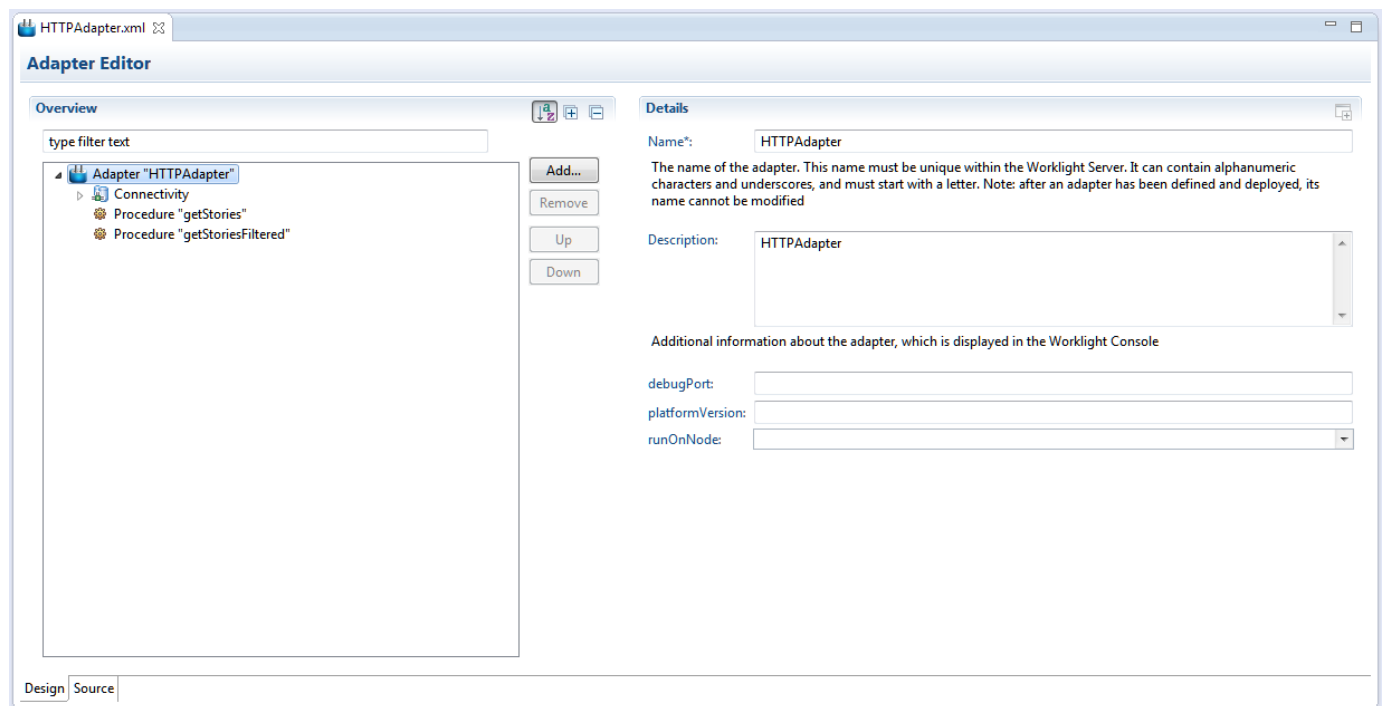 HTTPAdapter.xml
Adapter Editor
Overview
type filter text
Adapter "HTTPAdapter"
Connectivity
Procedure "getStories"
Procedure "getStoriesFiltered"
Add...
Remove
Up
Down
Details
Name*: HTTPAdapter
The name of the adapter. This name must be unique within the Worklight Server. It can contain alphanumeric
characters and underscores, and must start with a letter. Note: after an adapter has been defined and deployed, its
name cannot be modified
Description: HTTPAdapter
Additional information about the adapter, which is displayed in the Worklight Console
debugPort:
platformVersion:
runOnNode:
Design Source